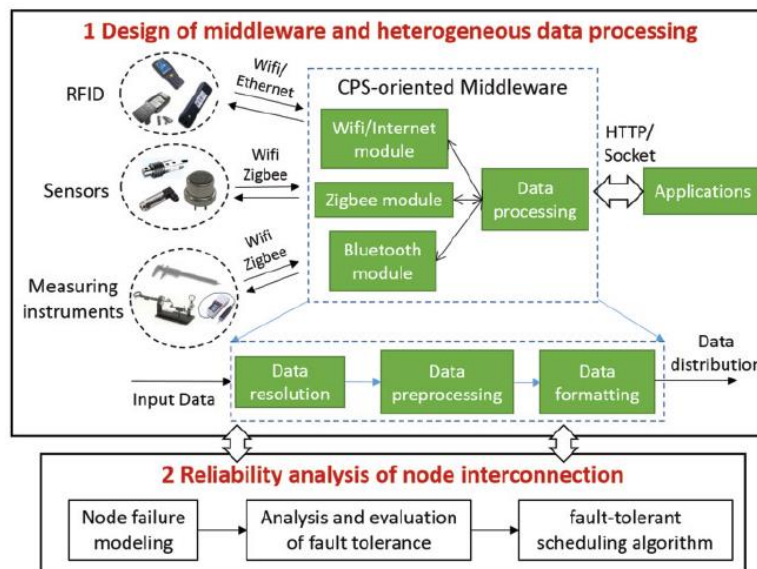 1 Design of middleware and heterogeneous data processing
RFID
Wifi/
Ethernet
CPS-oriented Middleware
Wifi/Internet
module
HTTP/
Socket
Sensors
Wifi
Zigbee
Zigbee module
Data
processing
Applications
Measuring
instruments
Wifi
Zigbee
Bluetooth
module
Input Data
Data
resolution
Data
preprocessing
Data
formatting
Data
distribution
2 Reliability analysis of node interconnection
Node failure
modeling
Analysis and evaluation
of fault tolerance
fault-tolerant
scheduling algorithm